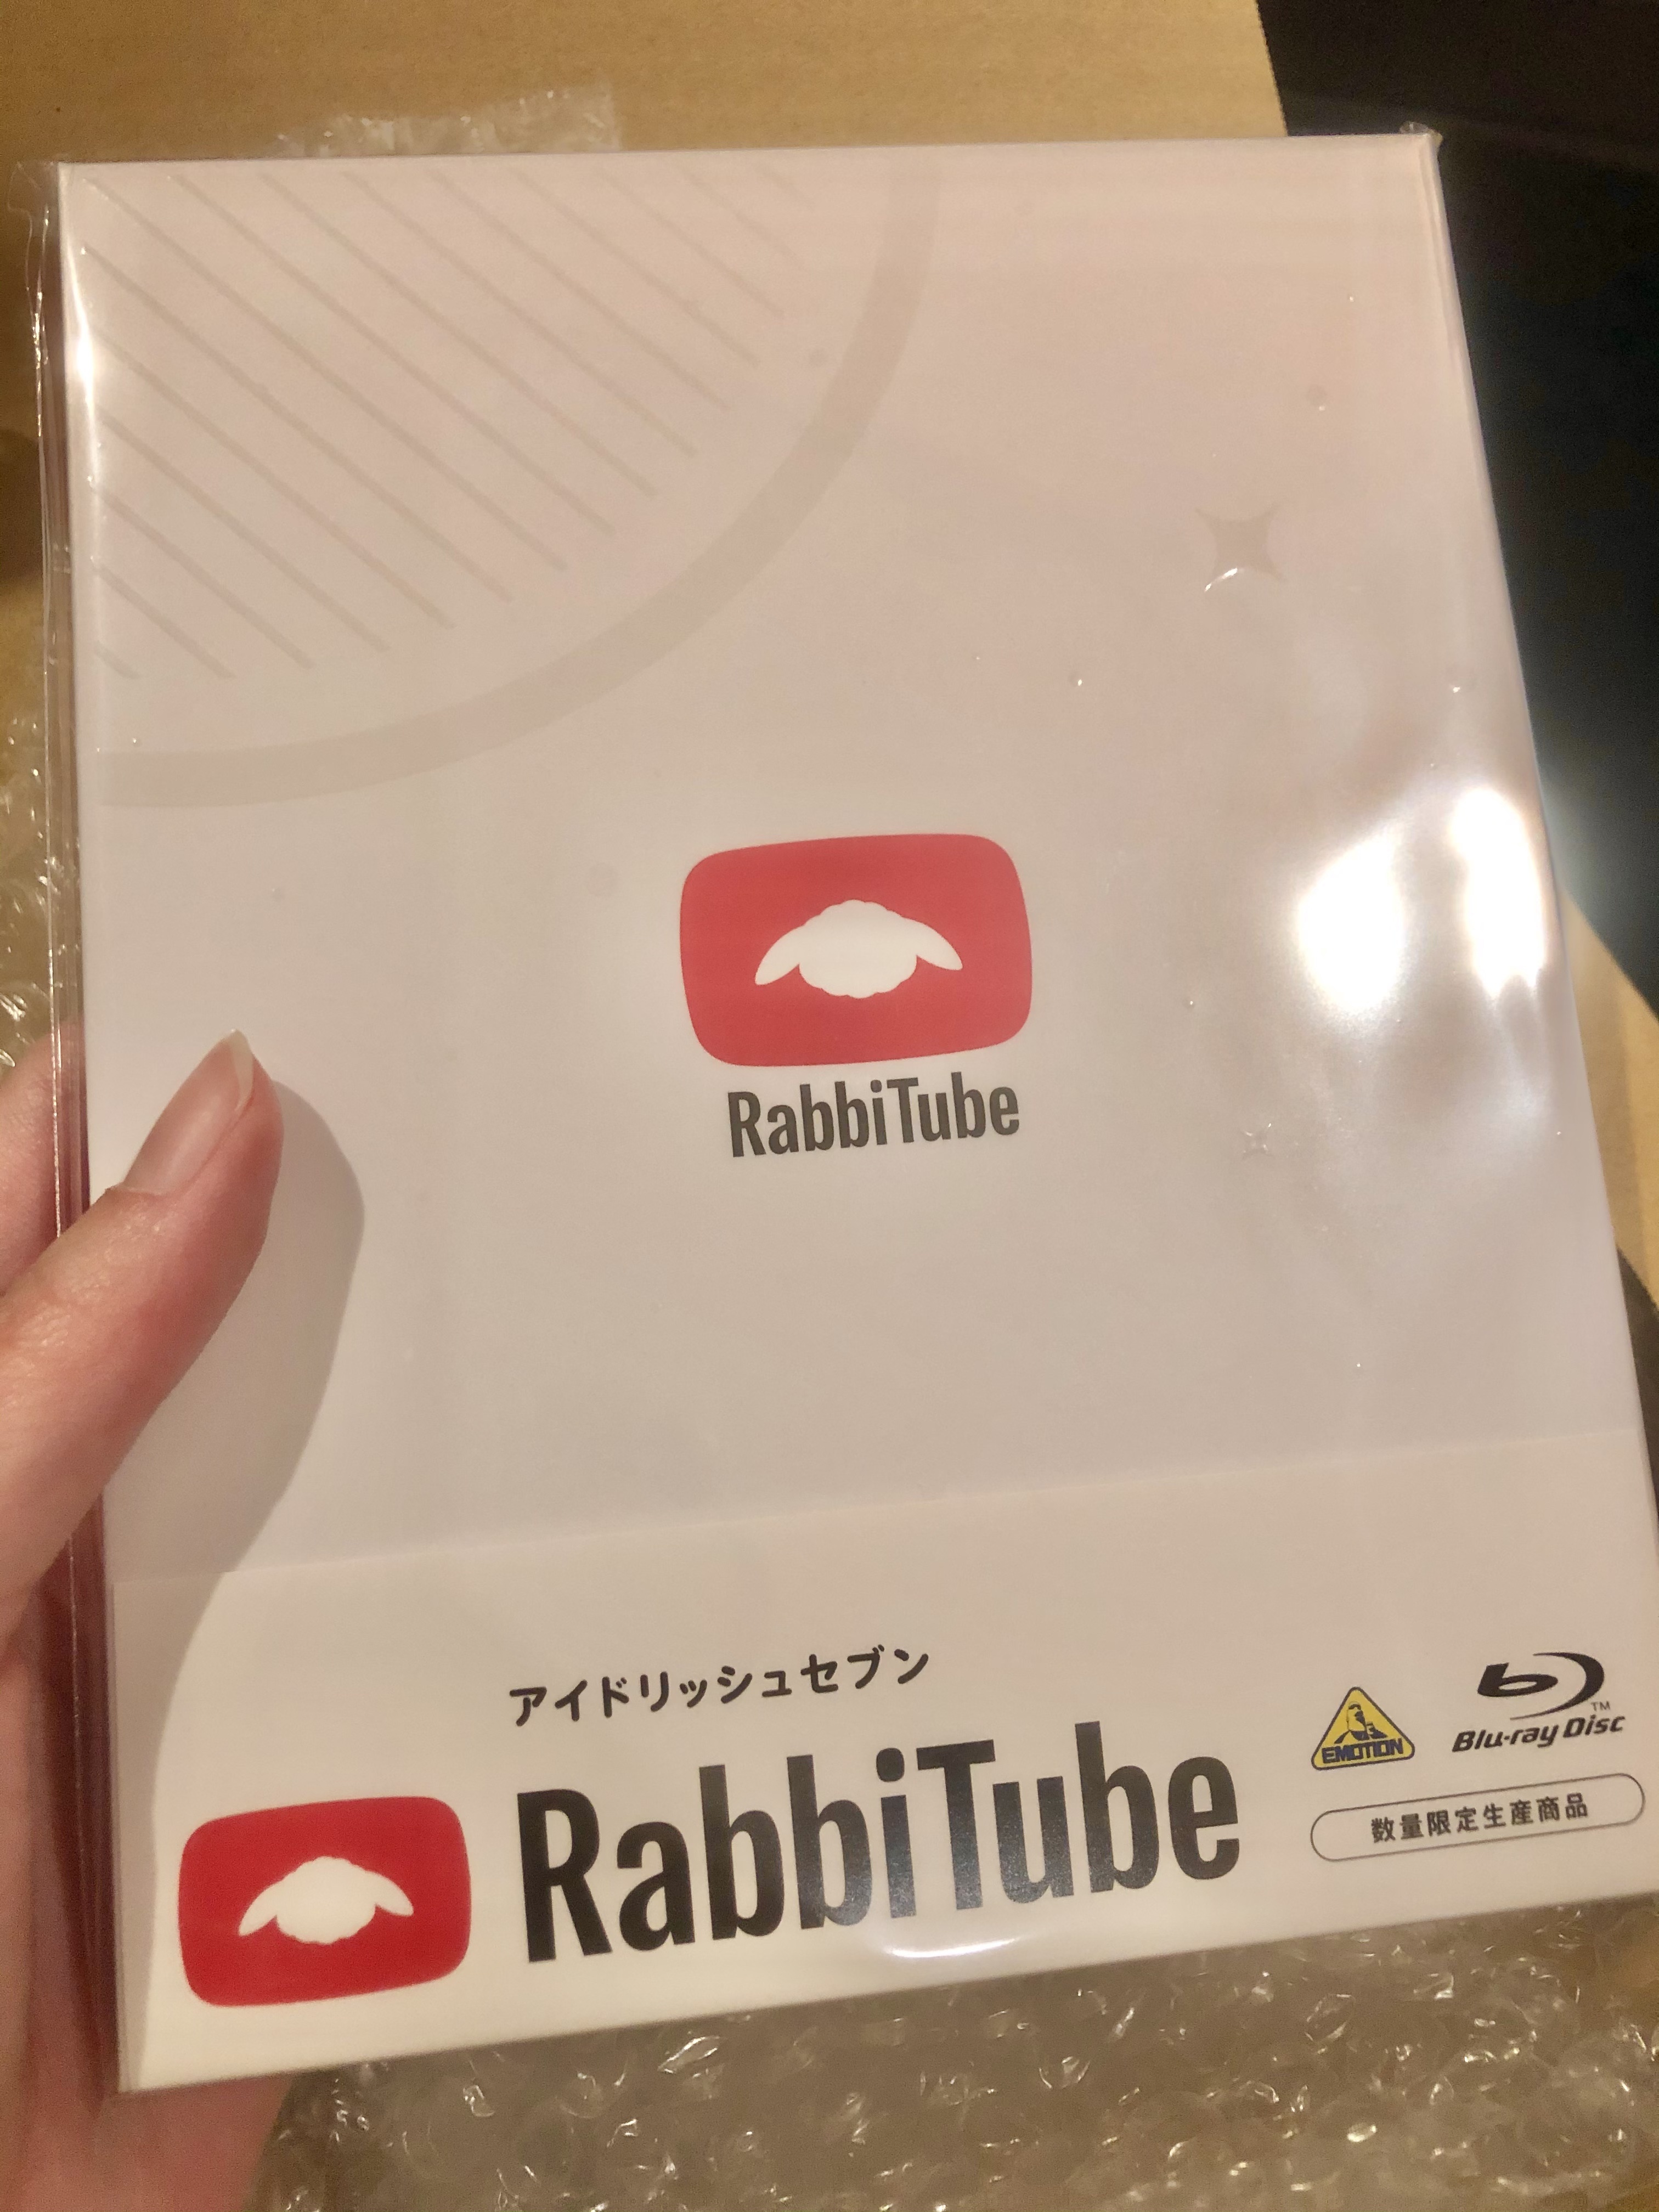 RabbiTube
アイドリッシュセブン
RabbiTube
EMOTION
Blu-ray Disc™
数量限定生産商品